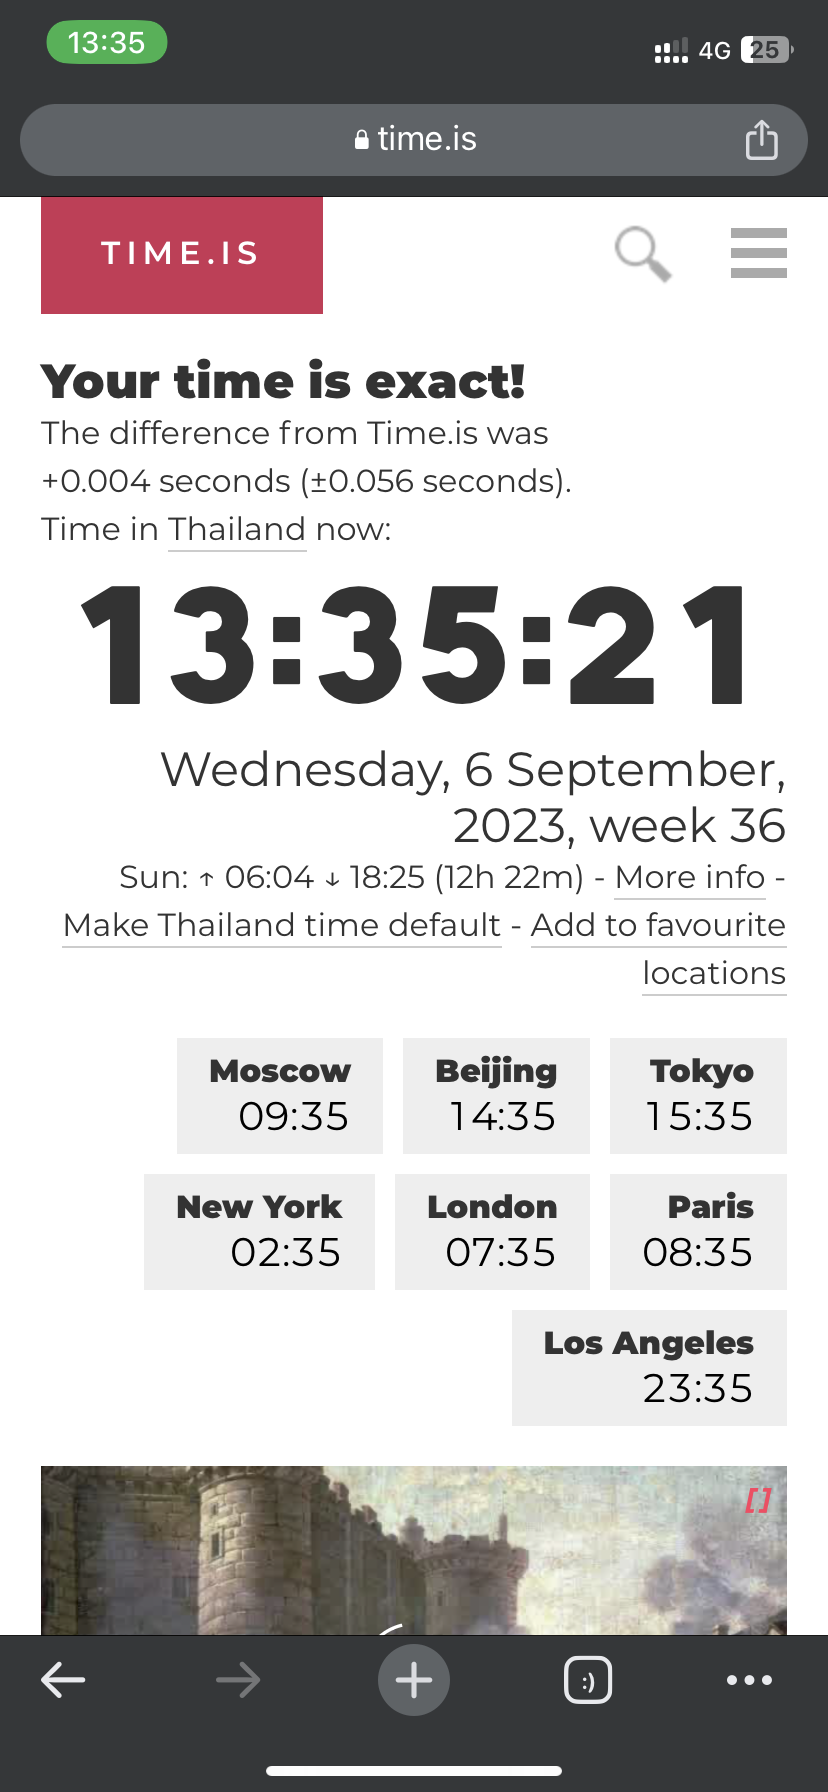 13:35
4G 25
time.is
TIME.IS
Your time is exact!
The difference from Time.is was
+0.004 seconds (±0.056 seconds).
Time in Thailand now:
13:35:21
Wednesday, 6 September,
2023, week 36
Sun: ↑ 06:04 ↓ 18:25 (12h 22m) - More info -
Make Thailand time default - Add to favourite
locations
Moscow Beijing Tokyo
09:35 14:35 15:35
New York London Paris
02:35 07:35 08:35
Los Angeles
23:35
[]
:)